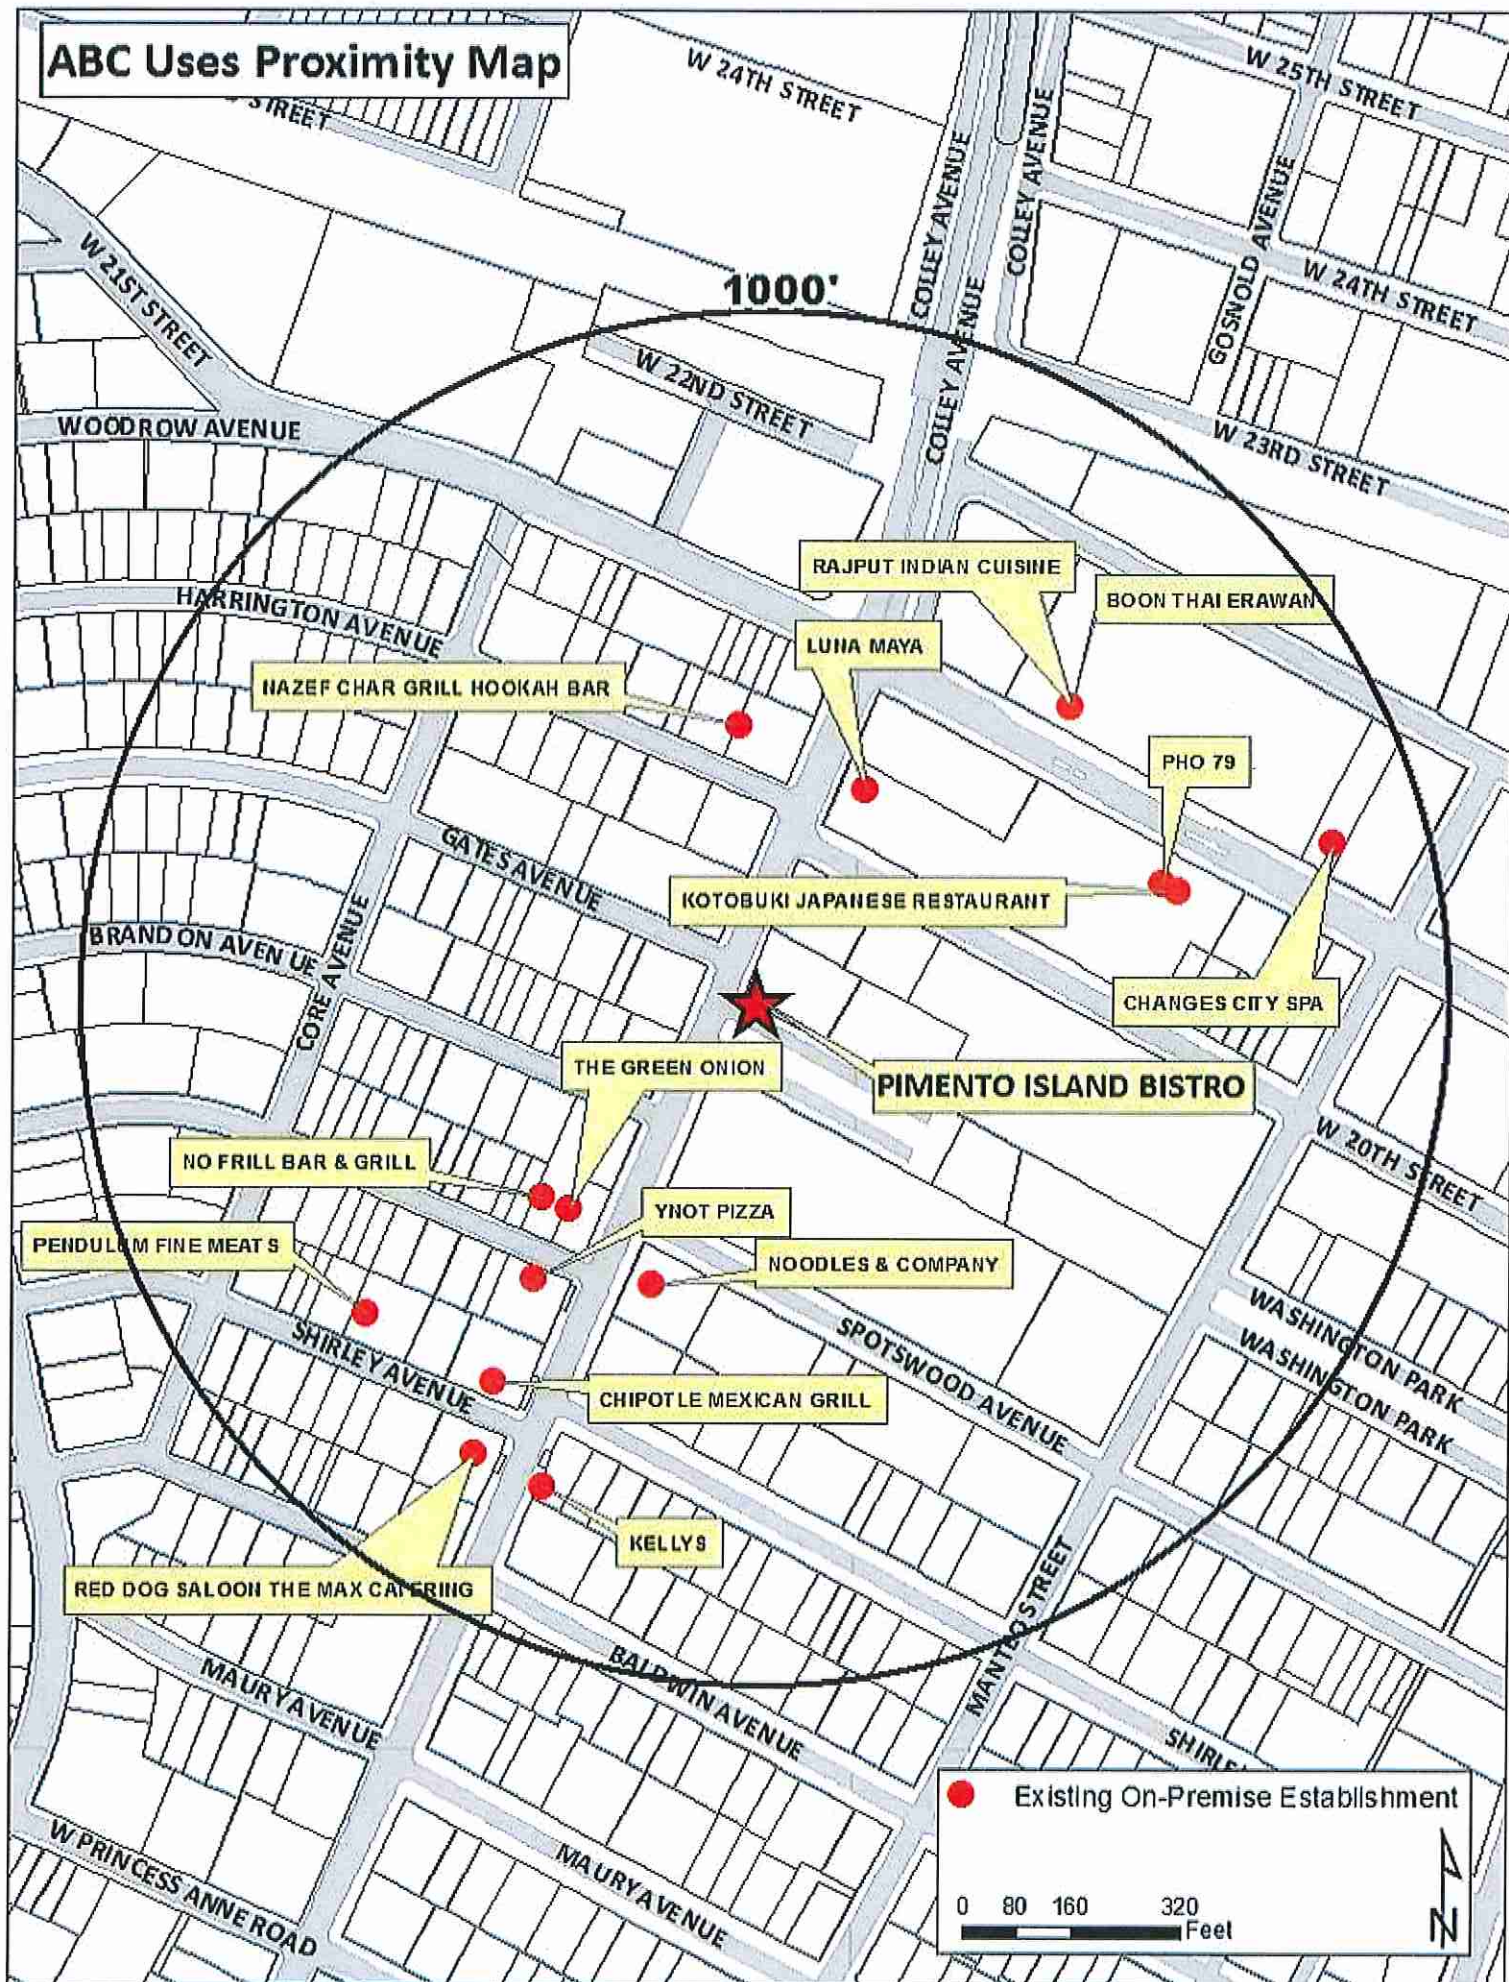 ABC Uses Proximity Map
STREET
W 24TH STREET
W 25TH STREET
COLLEY AVENUE
COLLEY AVENUE
GOSNOLD AVENUE
W 24TH STREET
W 21ST STREET
1000'
COLLEY AVENUE
W 22ND STREET
WOODROW AVENUE
W 23RD STREET
RAJPUT INDIAN CUISINE
BOON THAI ERAWAN
HARRINGTON AVENUE
LUNA MAYA
NAZEF CHAR GRILL HOOKAH BAR
PHO 79
GATES AVENUE
KOTOBUKI JAPANESE RESTAURANT
BRANDON AVENUE
CORE AVENUE
CHANGES CITY SPA
THE GREEN ONION
PIMENTO ISLAND BISTRO
W 20TH STREET
NO FRILL BAR & GRILL
YNOT PIZZA
PENDULUM FINE MEATS
NOODLES & COMPANY
WASHINGTON PARK
WASHINGTON PARK
SHIRLEY AVENUE
SPOTSWOOD AVENUE
CHIPOTLE MEXICAN GRILL
KELLYS
RED DOG SALOON THE MAX CATERING
MANTEO STREET
BALDWIN AVENUE
MAURY AVENUE
SHIRLE
Existing On-Premise Establishment
W PRINCESS ANNE ROAD
MAURY AVENUE
0 80 160 320
Feet
N